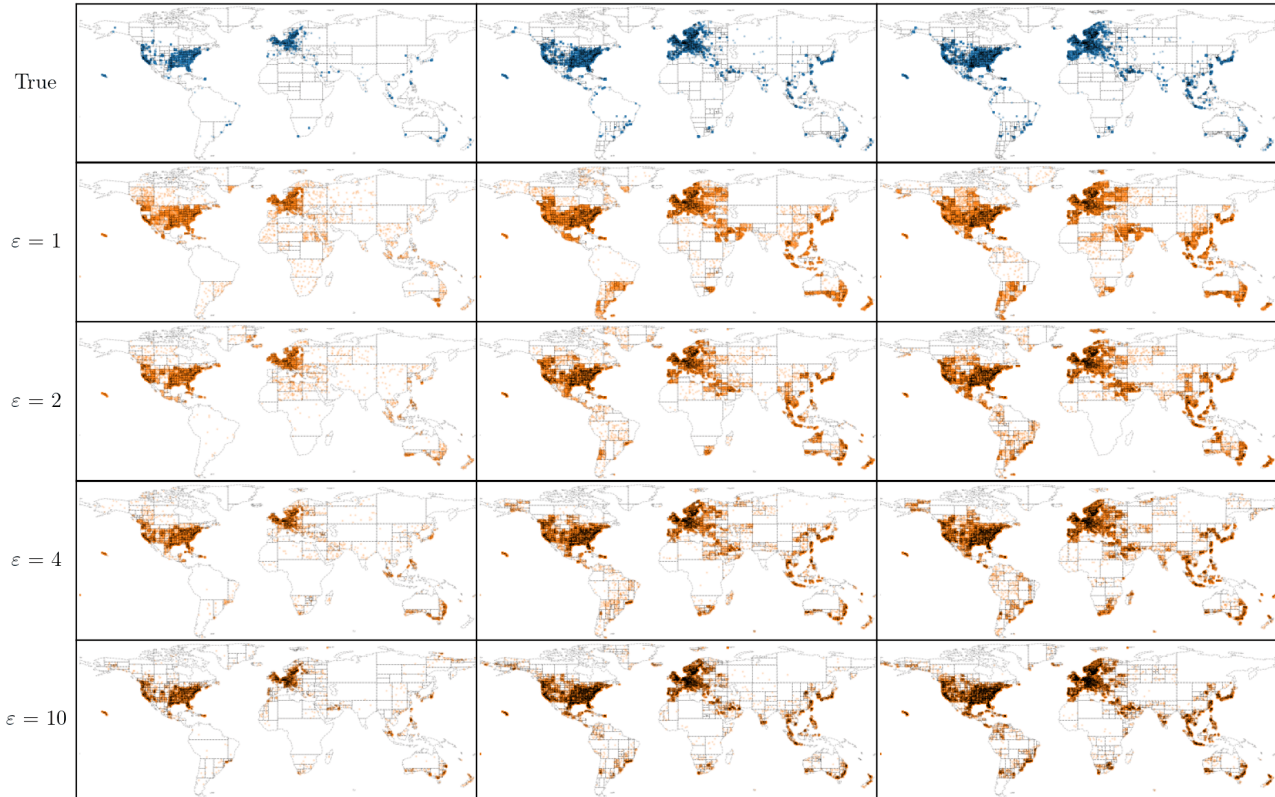 True
ε = 1
ε = 2
ε = 4
ε = 10